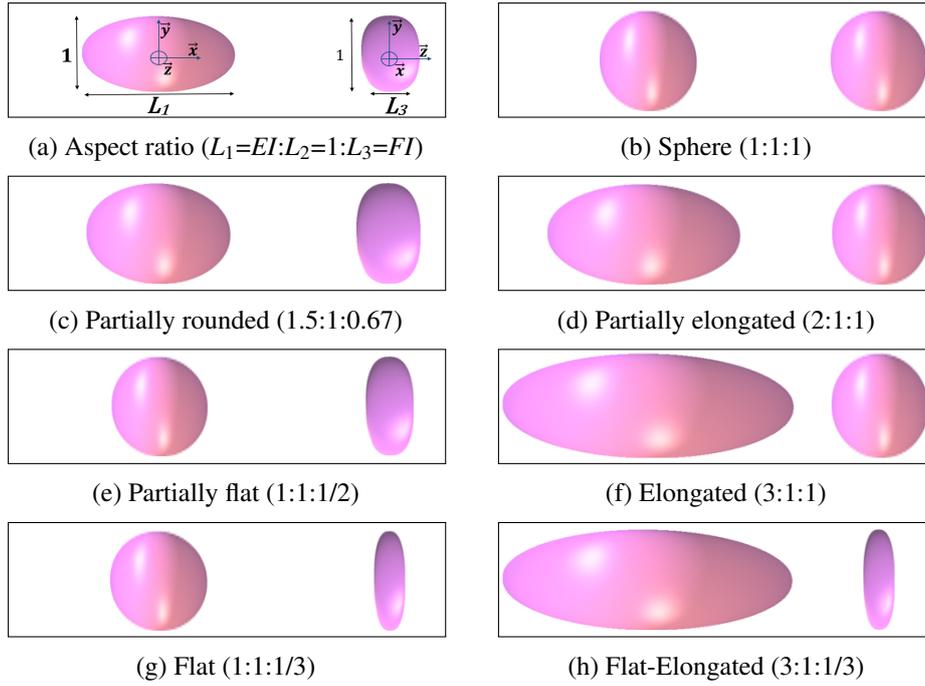 1
y⃗
x⃗
z⃗
L₁
1
y⃗
z⃗
x⃗
L₃
(a) Aspect ratio (L₁=EI:L₂=1:L₃=FI)
(b) Sphere (1:1:1)
(c) Partially rounded (1.5:1:0.67)
(d) Partially elongated (2:1:1)
(e) Partially flat (1:1:1/2)
(f) Elongated (3:1:1)
(g) Flat (1:1:1/3)
(h) Flat-Elongated (3:1:1/3)